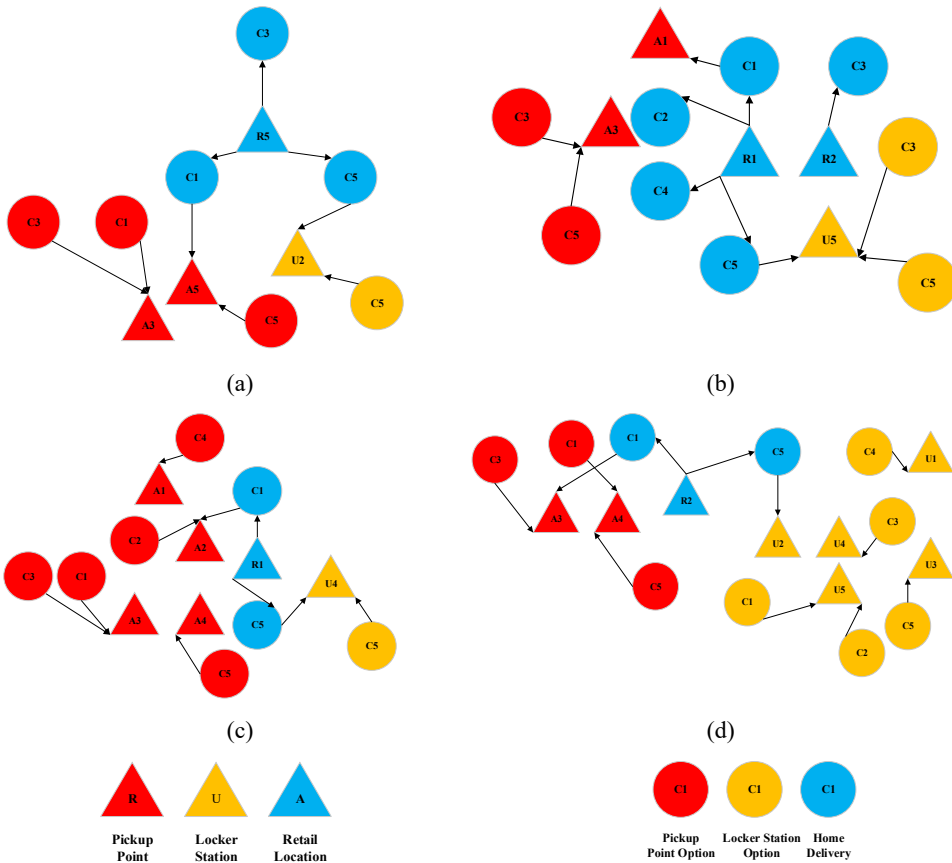 C3
R5
C1
C5
C3
C1
U2
A5
C5
A3
C5
(a)
A1
C1
C3
C3
A3
C2
R1
R2
C3
C4
C5
U5
C5
C5
(b)
C4
A1
C1
C2
A2
R1
C3
C1
U4
A3
A4
C5
C5
C5
(c)
C1
C1
C3
C5
C4
U1
R2
A3
A4
C3
U2
U4
U3
C5
U5
C1
C5
C2
(d)
R
U
A
C1
C1
C1
Pickup
Point
Locker
Station
Retail
Location
Pickup
Point Option
Locker Station
Option
Home
Delivery